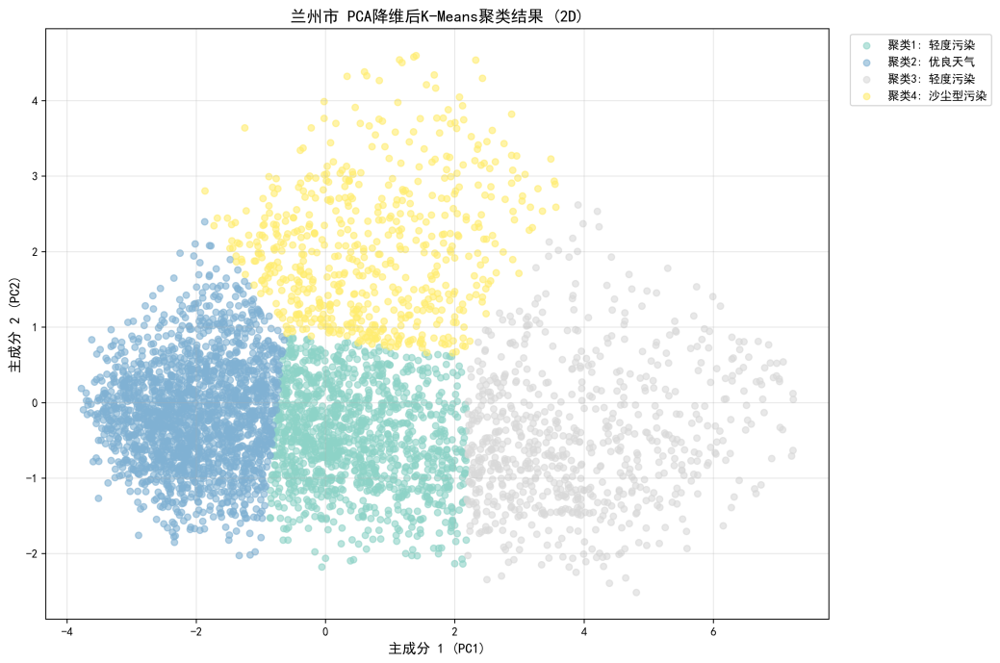 兰州市 PCA降维后K-Means聚类结果 (2D)
聚类1: 轻度污染
聚类2: 优良天气
聚类3: 轻度污染
聚类4: 沙尘型污染
主成分 2 (PC2)
4
3
2
1
0
−1
−2
−4
−2
0
2
4
6
主成分 1 (PC1)